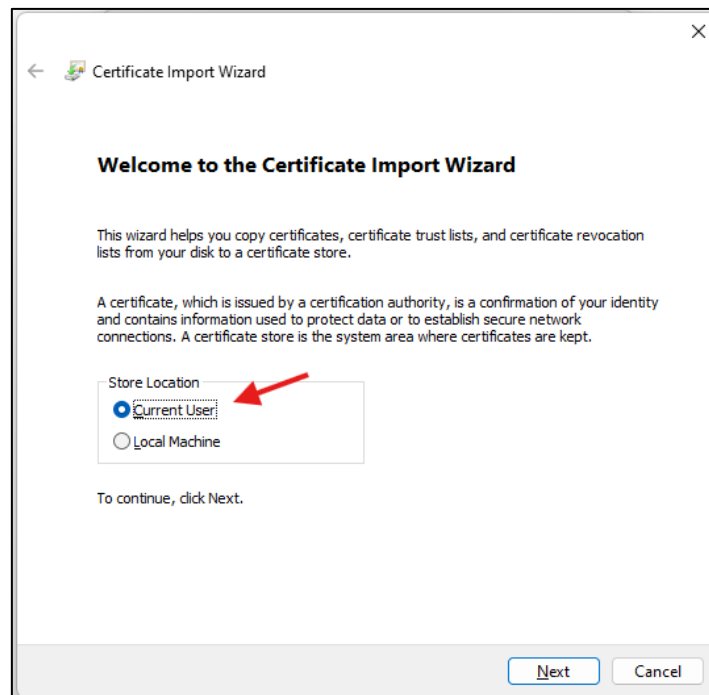 Certificate Import Wizard
Welcome to the Certificate Import Wizard
This wizard helps you copy certificates, certificate trust lists, and certificate revocation
lists from your disk to a certificate store.
A certificate, which is issued by a certification authority, is a confirmation of your identity
and contains information used to protect data or to establish secure network
connections. A certificate store is the system area where certificates are kept.
Store Location
Current User
Local Machine
To continue, click Next.
Next
Cancel